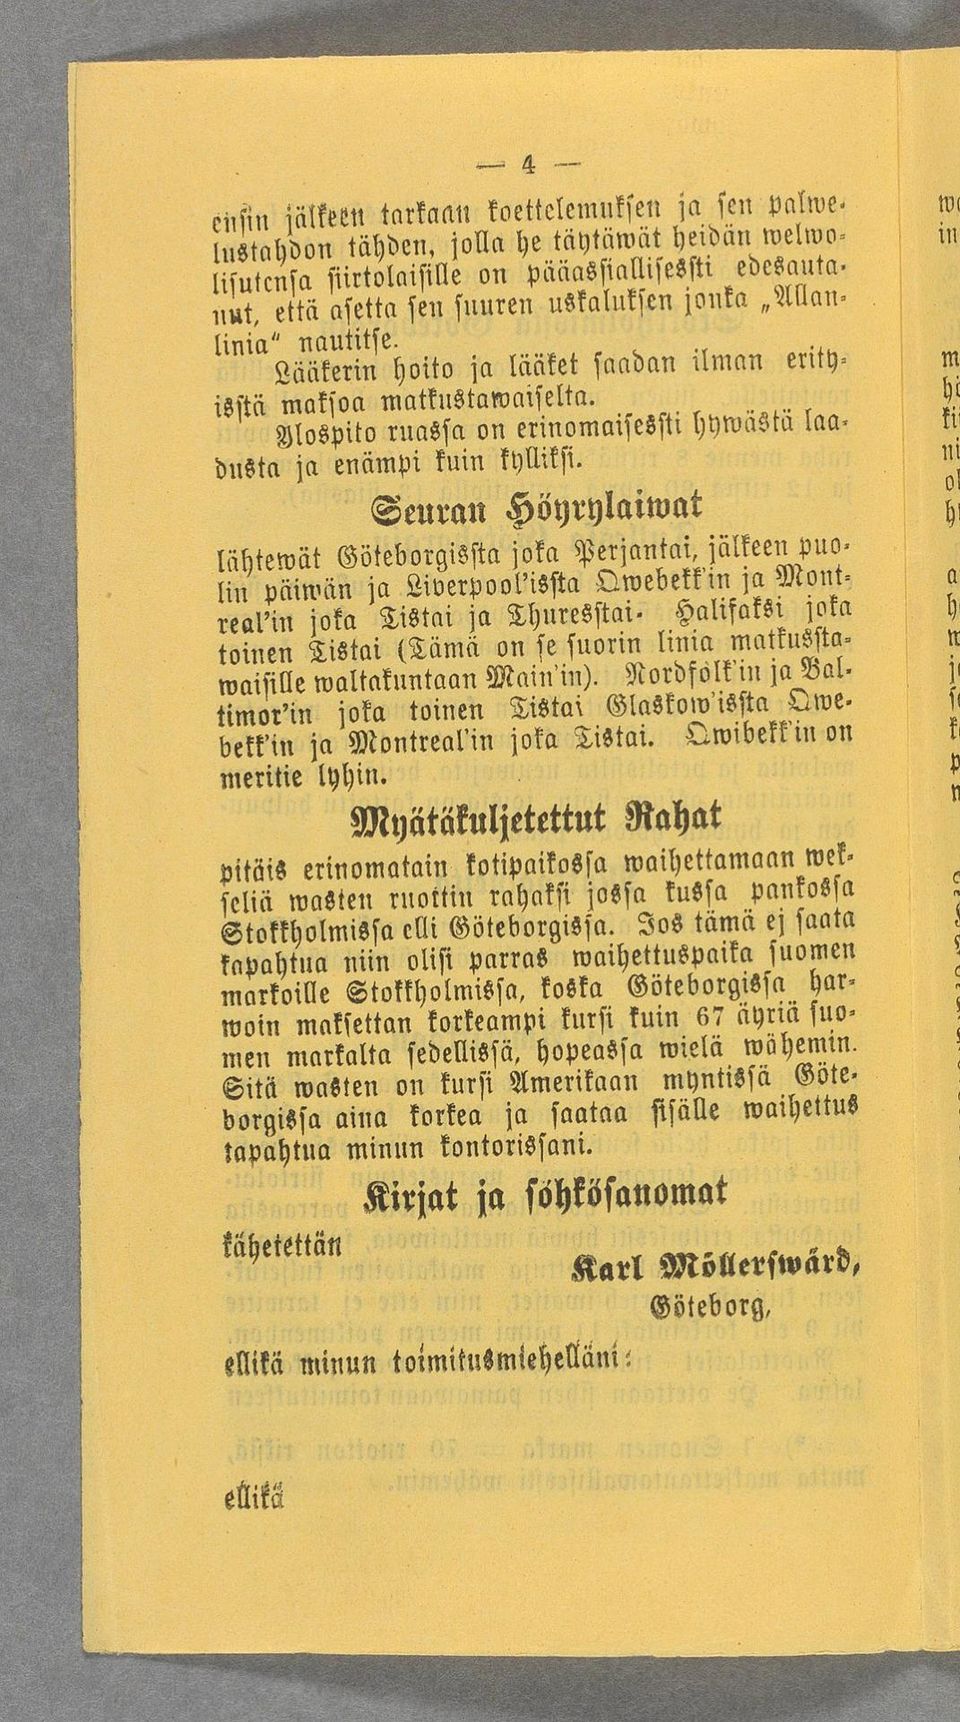 — 4 —
ensin jälkeen tarkaan koettelemuksen ja sen palwe-
lustahdon tähden, jolla he täytäwät heidän welwo-
lisutensa siirtolaisille on pääassiallisessti edesauta-
nut, että asetta sen suuren uskaluksen jonka „Allan-
linia" nautitse.
Lääkerin hoito ja lääket saadan ilman erity-
isstä maksoa matkustawaiselta.
Ylospito ruassa on erinomaisessti hywästä laa-
dusta ja enämpi kuin kylliksi.
Seuran Höyrylaiwat
lähtewät Göteborgissta joka Perjantai, jälkeen puo-
lin päiwän ja Liverpool'issta Qwebekk'in ja Mont-
real'in joka Tistai ja Thuresstai. Halifaksi joka
toinen Tistai (Tämä on se suorin linia matkussta-
waisille waltakuntaan Main'in). Nordfolk'in ja Bal-
timor'in joka toinen Tistai Glaskow'issta Qwe-
bekk'in ja Montreal'in joka Tistai. Qwibekk'in on
meritie lyhin.
Myätäkuljetettut Rahat
pitäis erinomatain kotipaikossa waihettamaan wek-
seliä wasten ruottin rahaksi jossa kussa pankossa
Stokkholmissa elli Göteborgissa. Jos tämä ej saata
kapahtua niin olisi parras waihettuspaika suomen
markoille Stokkholmissa, koska Göteborgissa har-
woin maksettan korkeampi kursi kuin 67 äyriä suo-
men markalta sedellissä, hopeassa wielä wähemin.
Sitä wasten on kursi Amerikaan myntissä Göte-
borgissa aina korkea ja saataa sisälle waihettus
tapahtua minun kontorissani.
Kirjat ja söhkösanomat
kähetettän
Karl Möllerswärd,
Göteborg,
ellikä minun toimitusmiehelläni:
ellikä